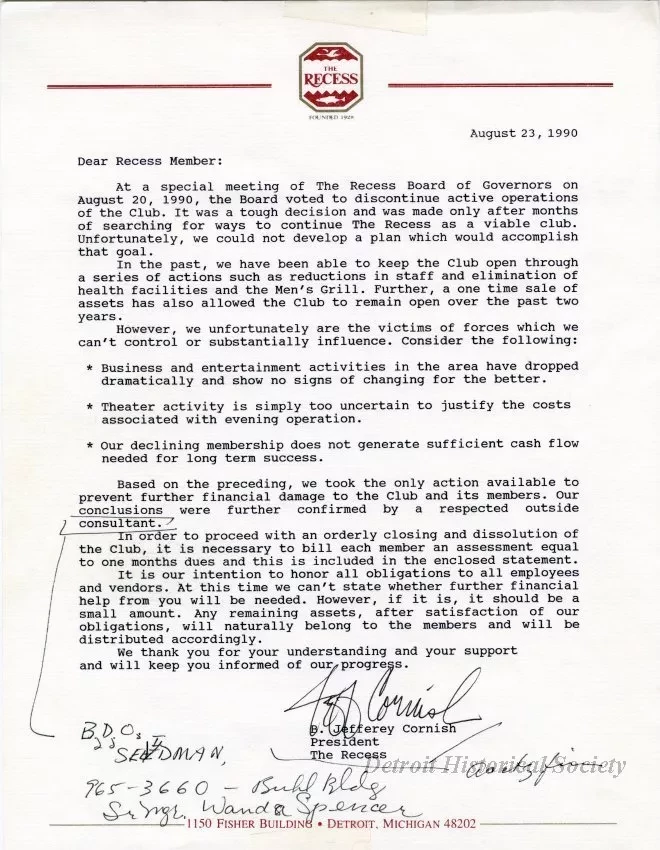 THE
RECESS
FOUNDED 1928
August 23, 1990
Dear Recess Member:
At a special meeting of The Recess Board of Governors on
August 20, 1990, the Board voted to discontinue active operations
of the Club. It was a tough decision and was made only after months
of searching for ways to continue The Recess as a viable club.
Unfortunately, we could not develop a plan which would accomplish
that goal.
In the past, we have been able to keep the Club open through
a series of actions such as reductions in staff and elimination of
health facilities and the Men's Grill. Further, a one time sale of
assets has also allowed the Club to remain open over the past two
years.
However, we unfortunately are the victims of forces which we
can't control or substantially influence. Consider the following:
* Business and entertainment activities in the area have dropped
dramatically and show no signs of changing for the better.
* Theater activity is simply too uncertain to justify the costs
associated with evening operation.
* Our declining membership does not generate sufficient cash flow
needed for long term success.
Based on the preceding, we took the only action available to
prevent further financial damage to the Club and its members. Our
conclusions were further confirmed by a respected outside
consultant.
In order to proceed with an orderly closing and dissolution of
the Club, it is necessary to bill each member an assessment equal
to one months dues and this is included in the enclosed statement.
It is our intention to honor all obligations to all employees
and vendors. At this time we can't state whether further financial
help from you will be needed. However, if it is, it should be a
small amount. Any remaining assets, after satisfaction of our
obligations, will naturally belong to the members and will be
distributed accordingly.
We thank you for your understanding and your support
and will keep you informed of our progress.
Jeff Cornish
B. Jefferey Cornish
President
The Recess
B.D.O.
SEIDMAN,
Detroit Historical Society
965-3660 - Buhl Bldg
Sr Mgr. Wanda Spencer
1150 FISHER BUILDING • DETROIT, MICHIGAN 48202